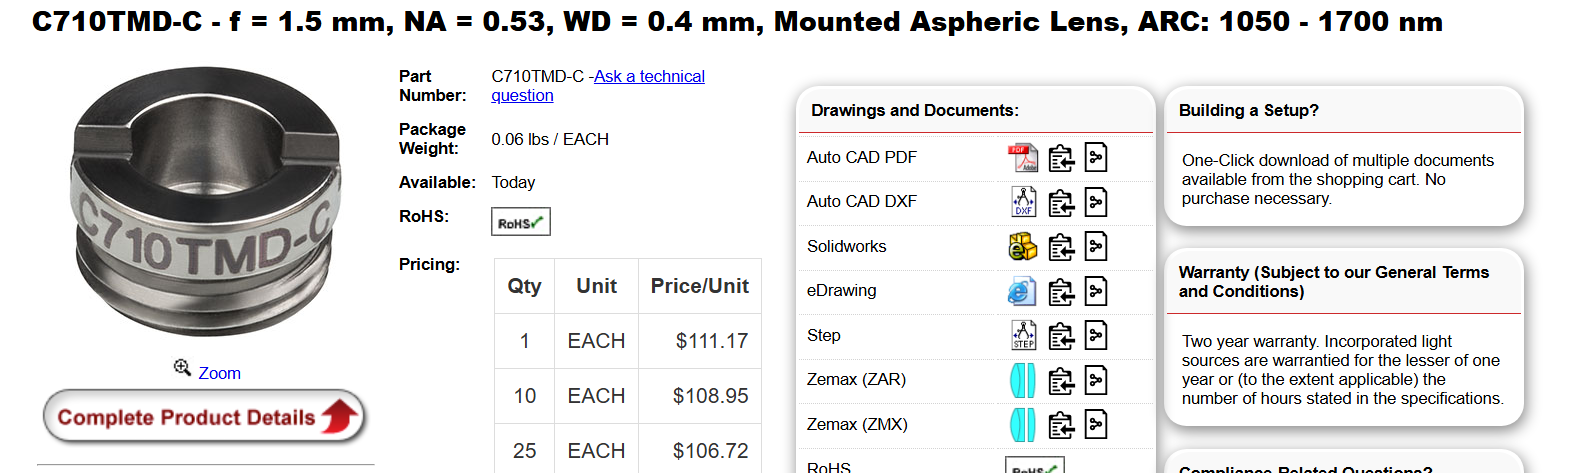 C710TMD-C - f = 1.5 mm, NA = 0.53, WD = 0.4 mm, Mounted Aspheric Lens, ARC: 1050 - 1700 nm
C710TMD-C
Zoom
Complete Product Details
Part Number: C710TMD-C -Ask a technical question
Package Weight: 0.06 lbs / EACH
Available: Today
RoHS: RoHS
Pricing:
Qty Unit Price/Unit
1 EACH $111.17
10 EACH $108.95
25 EACH $106.72
Drawings and Documents:
Auto CAD PDF
PDF
Adobe
Auto CAD DXF
DXF
Solidworks
eDrawing
Step
STEP
Zemax (ZAR)
Zemax (ZMX)
RoHS
RoHS
Building a Setup?
One-Click download of multiple documents
available from the shopping cart. No
purchase necessary.
Warranty (Subject to our General Terms
and Conditions)
Two year warranty. Incorporated light
sources are warrantied for the lesser of one
year or (to the extent applicable) the
number of hours stated in the specifications.
Compliance Related Questions?